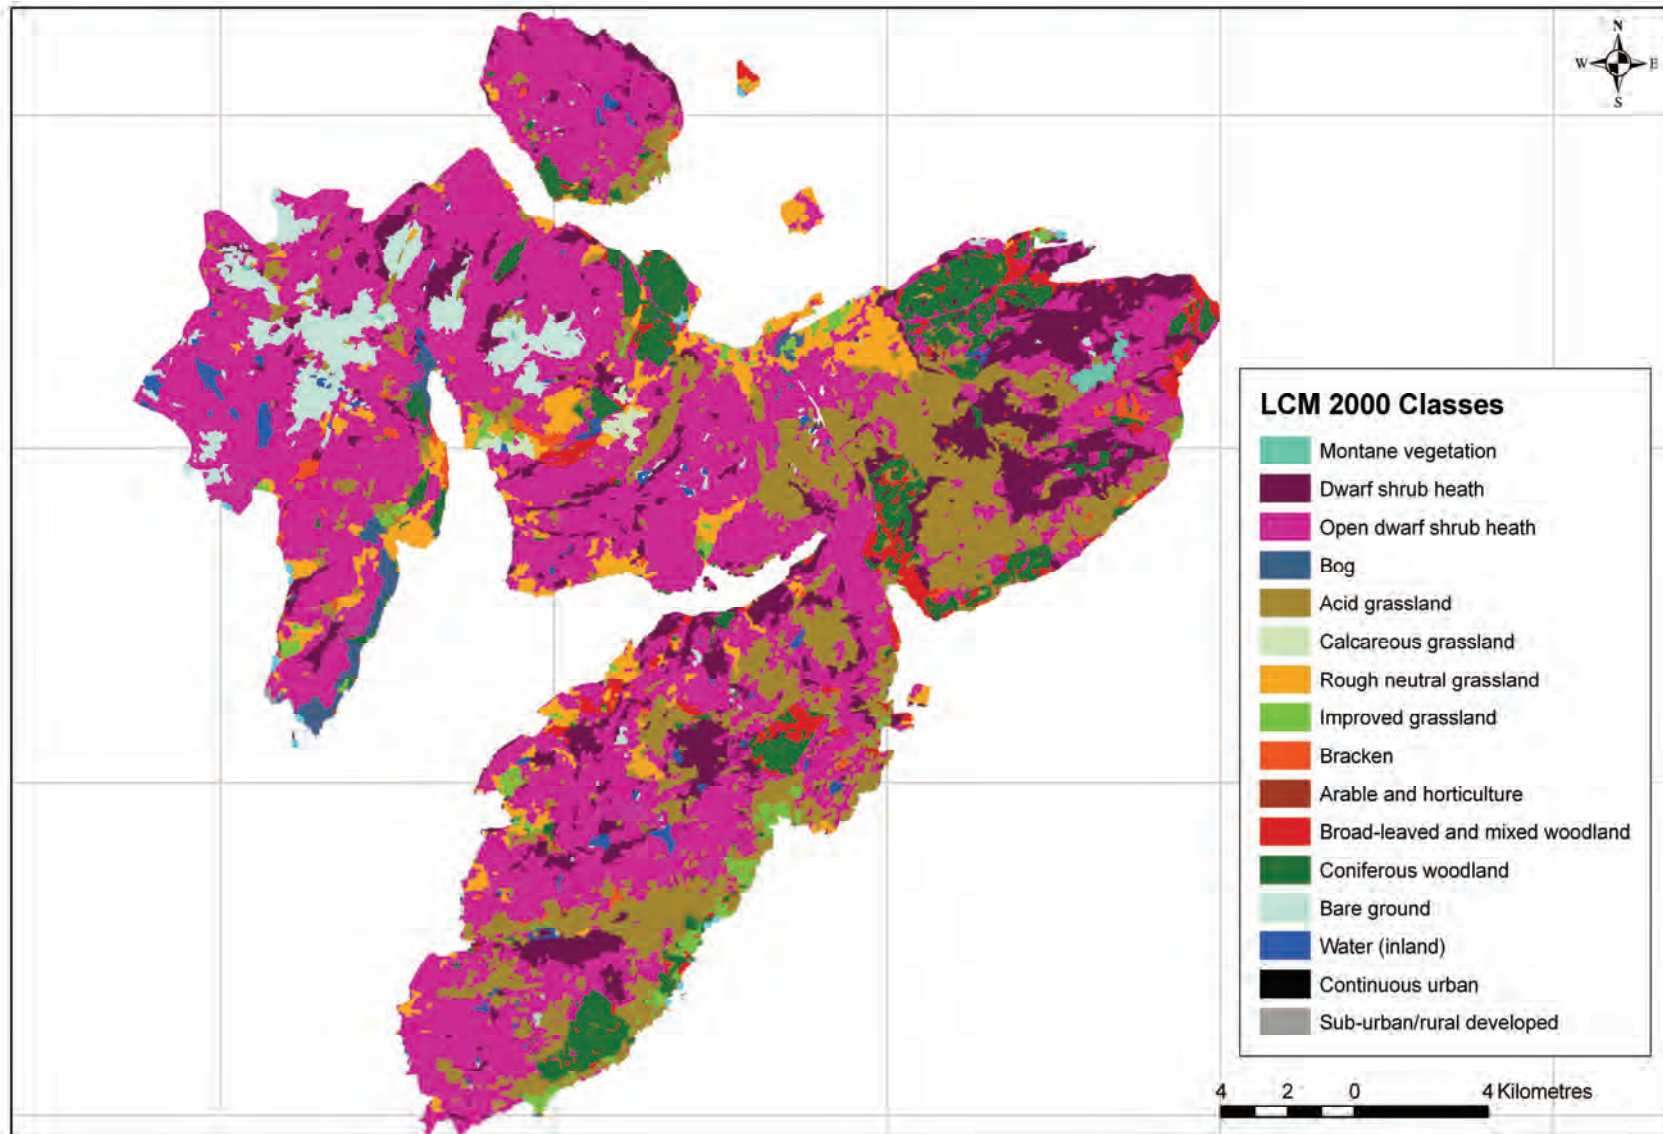 N
W E
S
LCM 2000 Classes
Montane vegetation
Dwarf shrub heath
Open dwarf shrub heath
Bog
Acid grassland
Calcareous grassland
Rough neutral grassland
Improved grassland
Bracken
Arable and horticulture
Broad-leaved and mixed woodland
Coniferous woodland
Bare ground
Water (inland)
Continuous urban
Sub-urban/rural developed
4 2 0 4 Kilometres